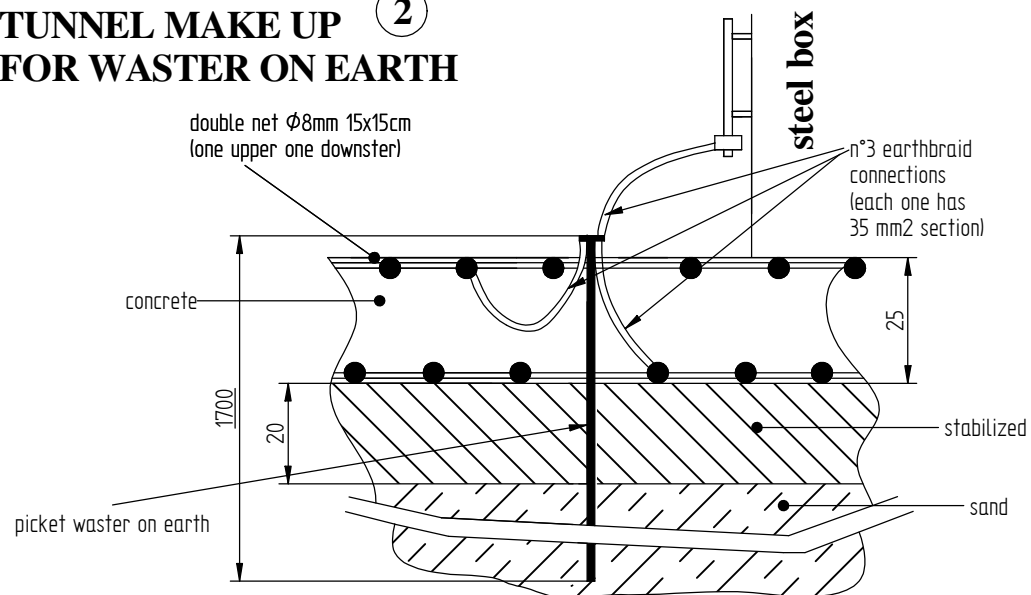 TUNNEL MAKE UP
2
FOR WASTER ON EARTH
steel box
double net Φ8mm 15x15cm
(one upper one downster)
n°3 earthbraid
connections
(each one has
35 mm2 section)
concrete
25
1700
20
stabilized
picket waster on earth
sand